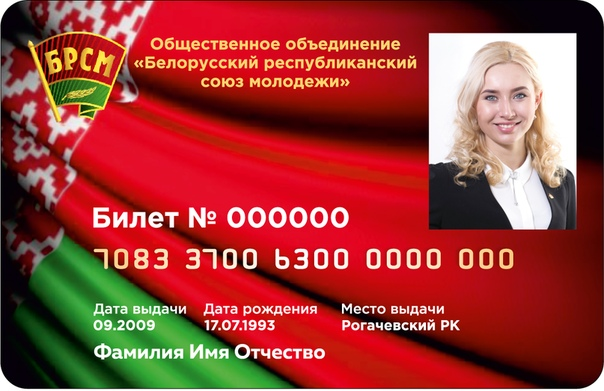 БРСМ
Общественное объединение
«Белорусский республиканский
союз молодежи»
Билет № 000000
7083 3700 6300 0000 000
Дата выдачи Дата рождения Место выдачи
09.2009 17.07.1993 Рогачевский РК
Фамилия Имя Отчество